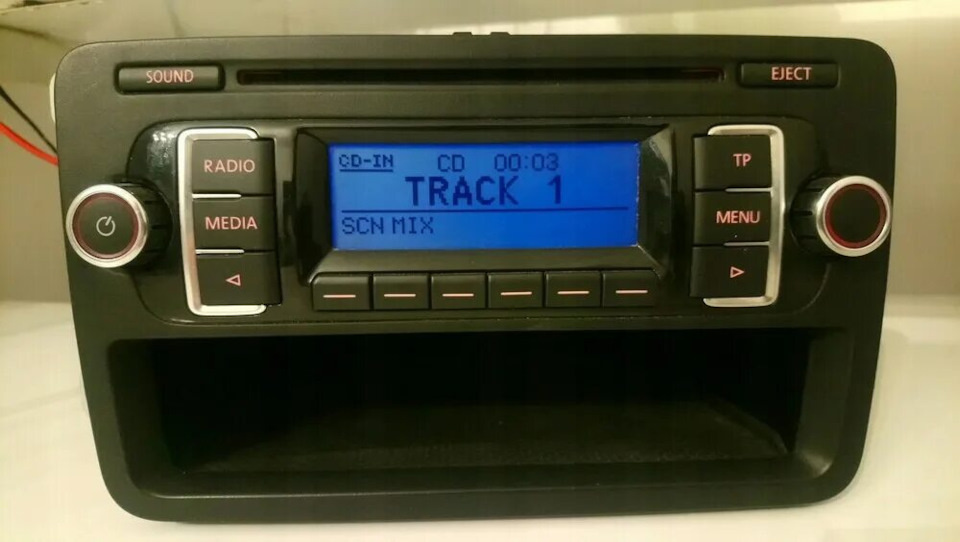 SOUND
EJECT
RADIO
MEDIA
CD-IN CD 00:03
TRACK 1
SCN MIX
TP
MENU